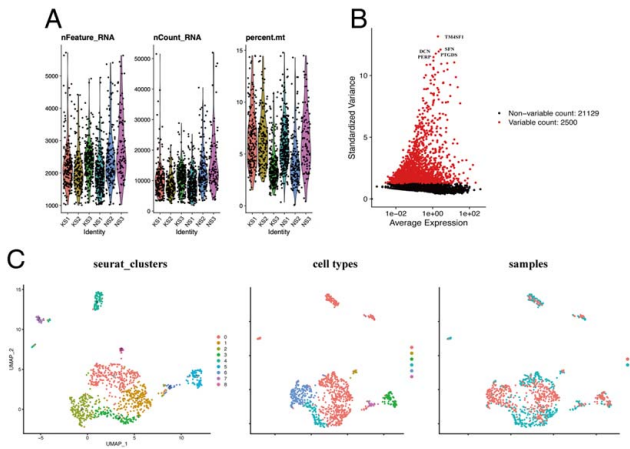 A
nFeature_RNA
nCount_RNA
percent.mt
5000
4000
3000
2000
1000
50000
40000
30000
20000
10000
0
15
10
5
0
KS1
KS2
KS3
NS1
NS2
NS3
KS1
KS2
KS3
NS1
NS2
NS3
KS1
KS2
KS3
NS1
NS2
NS3
Identity
Identity
Identity
B
Standardized Variance
10
5
0
TM4SF1
DCN
SFN
PERP
PTGDS
1e-02
1e+00
1e+02
Average Expression
Non-variable count: 21129
Variable count: 2500
C
seurat_clusters
cell types
samples
UMAP_2
15
10
5
0
-5
0
5
10
UMAP_1
0
1
2
3
4
5
6
7
8